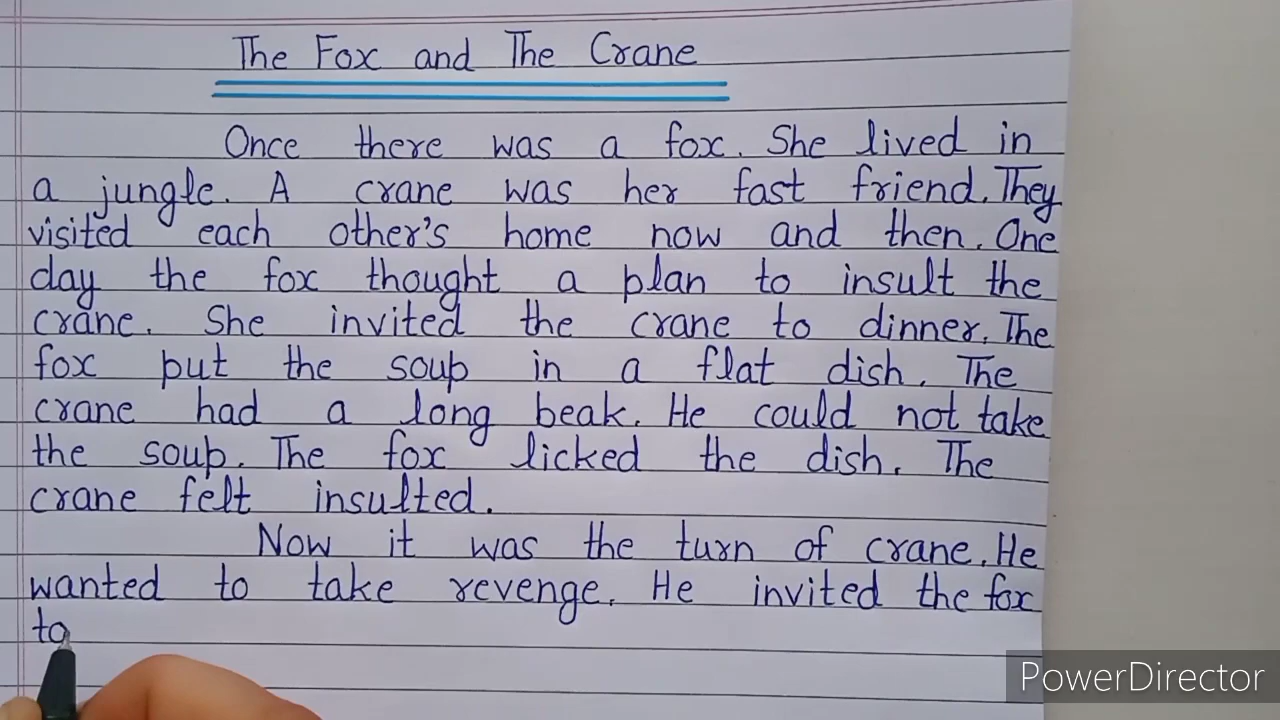 The Fox and The Crane
Once there was a fox. She lived in
a jungle. A crane was her fast friend. They
visited each other's home now and then. One
day the fox thought a plan to insult the
crane. She invited the crane to dinner. The
fox put the soup in a flat dish. The
crane had a long beak. He could not take
the soup. The fox licked the dish. The
crane felt insulted.
Now it was the turn of crane. He
wanted to take revenge. He invited the fox
to
PowerDirector